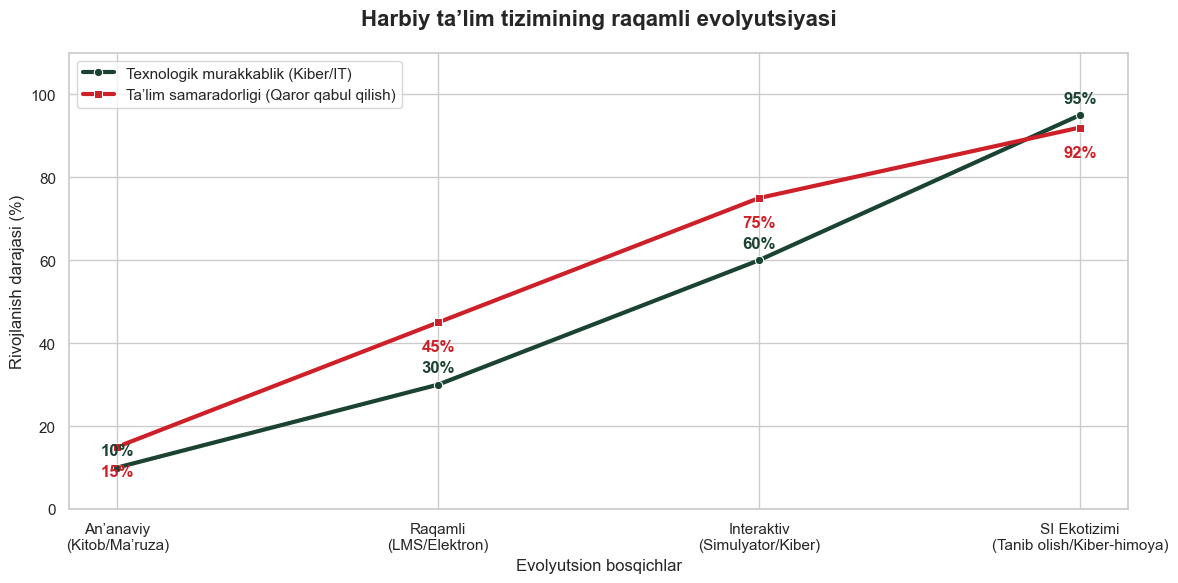 Harbiy ta’lim tizimining raqamli evolyutsiyasi
Texnologik murakkablik (Kiber/IT)
Ta’lim samaradorligi (Qaror qabul qilish)
Rivojlanish darajasi (%)
100
80
60
40
20
0
95%
92%
75%
60%
45%
30%
10%
15%
An’anaviy
(Kitob/Ma’ruza)
Raqamli
(LMS/Elektron)
Interaktiv
(Simulyator/Kiber)
SI Ekotizimi
(Tanib olish/Kiber-himoya)
Evolyutsion bosqichlar